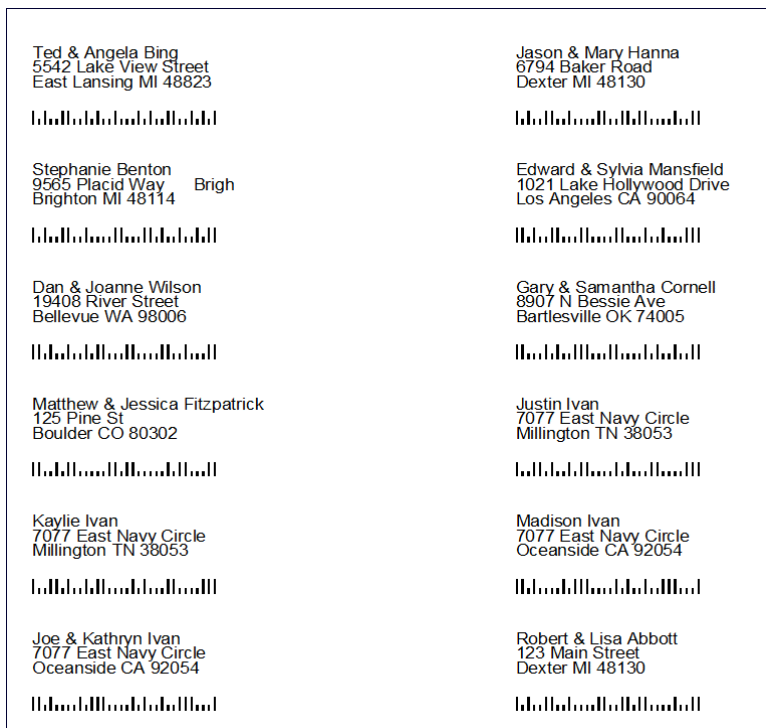 Ted & Angela Bing
5542 Lake View Street
East Lansing MI 48823
Jason & Mary Hanna
6794 Baker Road
Dexter MI 48130
Stephanie Benton
9565 Placid Way Brigh
Brighton MI 48114
Edward & Sylvia Mansfield
1021 Lake Hollywood Drive
Los Angeles CA 90064
Dan & Joanne Wilson
19408 River Street
Bellevue WA 98006
Gary & Samantha Cornell
8907 N Bessie Ave
Bartlesville OK 74005
Matthew & Jessica Fitzpatrick
125 Pine St
Boulder CO 80302
Justin Ivan
7077 East Navy Circle
Millington TN 38053
Kaylie Ivan
7077 East Navy Circle
Millington TN 38053
Madison Ivan
7077 East Navy Circle
Oceanside CA 92054
Joe & Kathryn Ivan
7077 East Navy Circle
Oceanside CA 92054
Robert & Lisa Abbott
123 Main Street
Dexter MI 48130